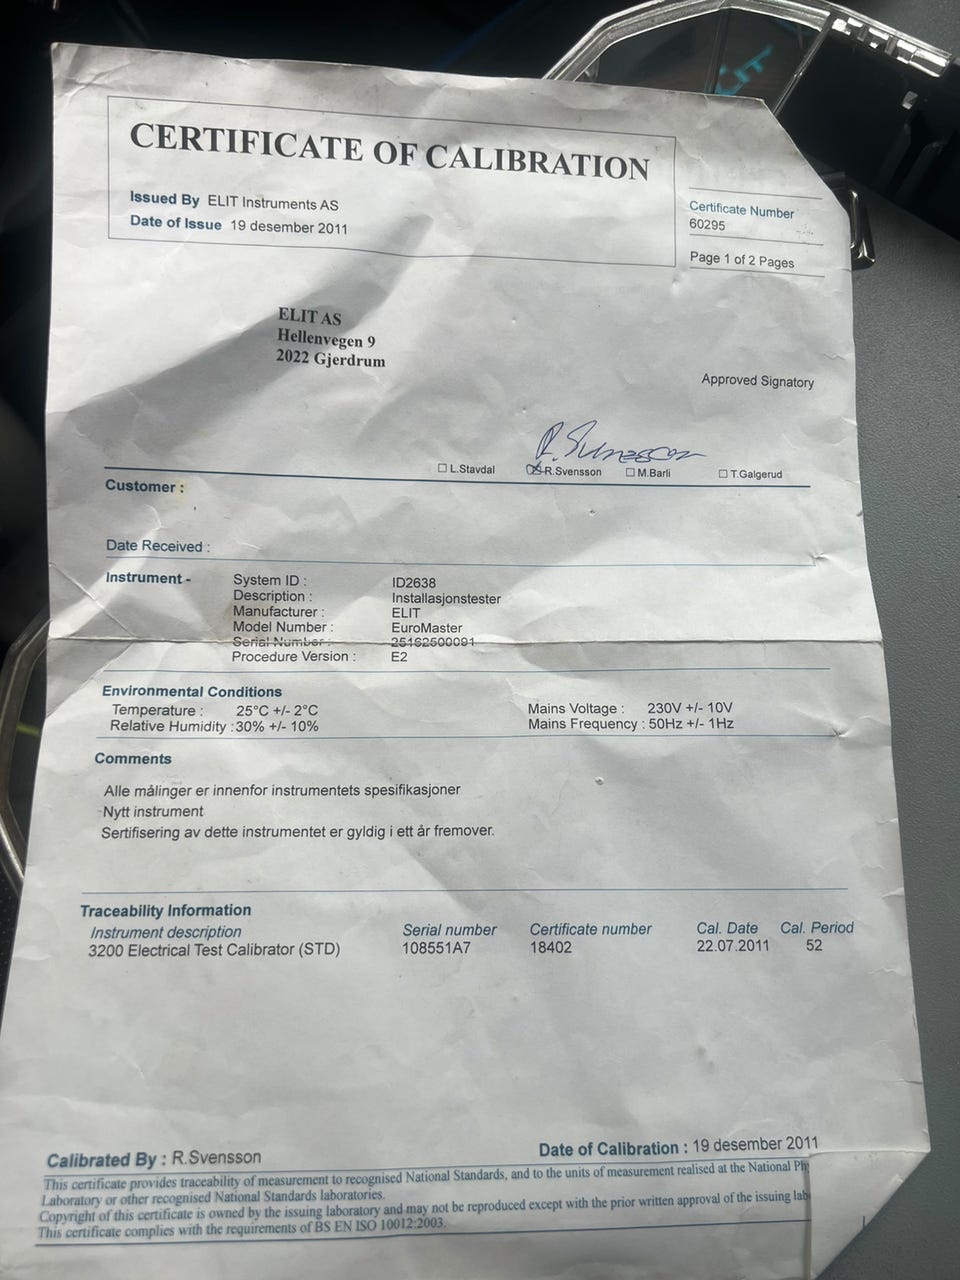 CERTIFICATE OF CALIBRATION
Issued By ELIT Instruments AS
Date of Issue 19 desember 2011
Certificate Number
60295
Page 1 of 2 Pages
ELIT AS
Hellenvegen 9
2022 Gjerdrum
Approved Signatory
R. Svensson
L.Stavdal R.Svensson M.Barli T.Galgerud
Customer :
Date Received :
Instrument -
System ID : ID2638
Description : Installasjonstester
Manufacturer : ELIT
Model Number : EuroMaster
Serial Number : 25162500091
Procedure Version : E2
Environmental Conditions
Temperature : 25°C +/- 2°C Mains Voltage : 230V +/- 10V
Relative Humidity : 30% +/- 10% Mains Frequency : 50Hz +/- 1Hz
Comments
Alle målinger er innenfor instrumentets spesifikasjoner
Nytt instrument
Sertifisering av dette instrumentet er gyldig i ett år fremover.
Traceability Information
Instrument description Serial number Certificate number Cal. Date Cal. Period
3200 Electrical Test Calibrator (STD) 108551A7 18402 22.07.2011 52
Calibrated By : R.Svensson Date of Calibration : 19 desember 2011
This certificate provides traceability of measurement to recognised National Standards, and to the units of measurement realised at the National Ph
Laboratory or other recognised National Standards laboratories.
Copyright of this certificate is owned by the issuing laboratory and may not be reproduced except with the prior written approval of the issuing lab
This certificate complies with the requirements of BS EN ISO 10012:2003.